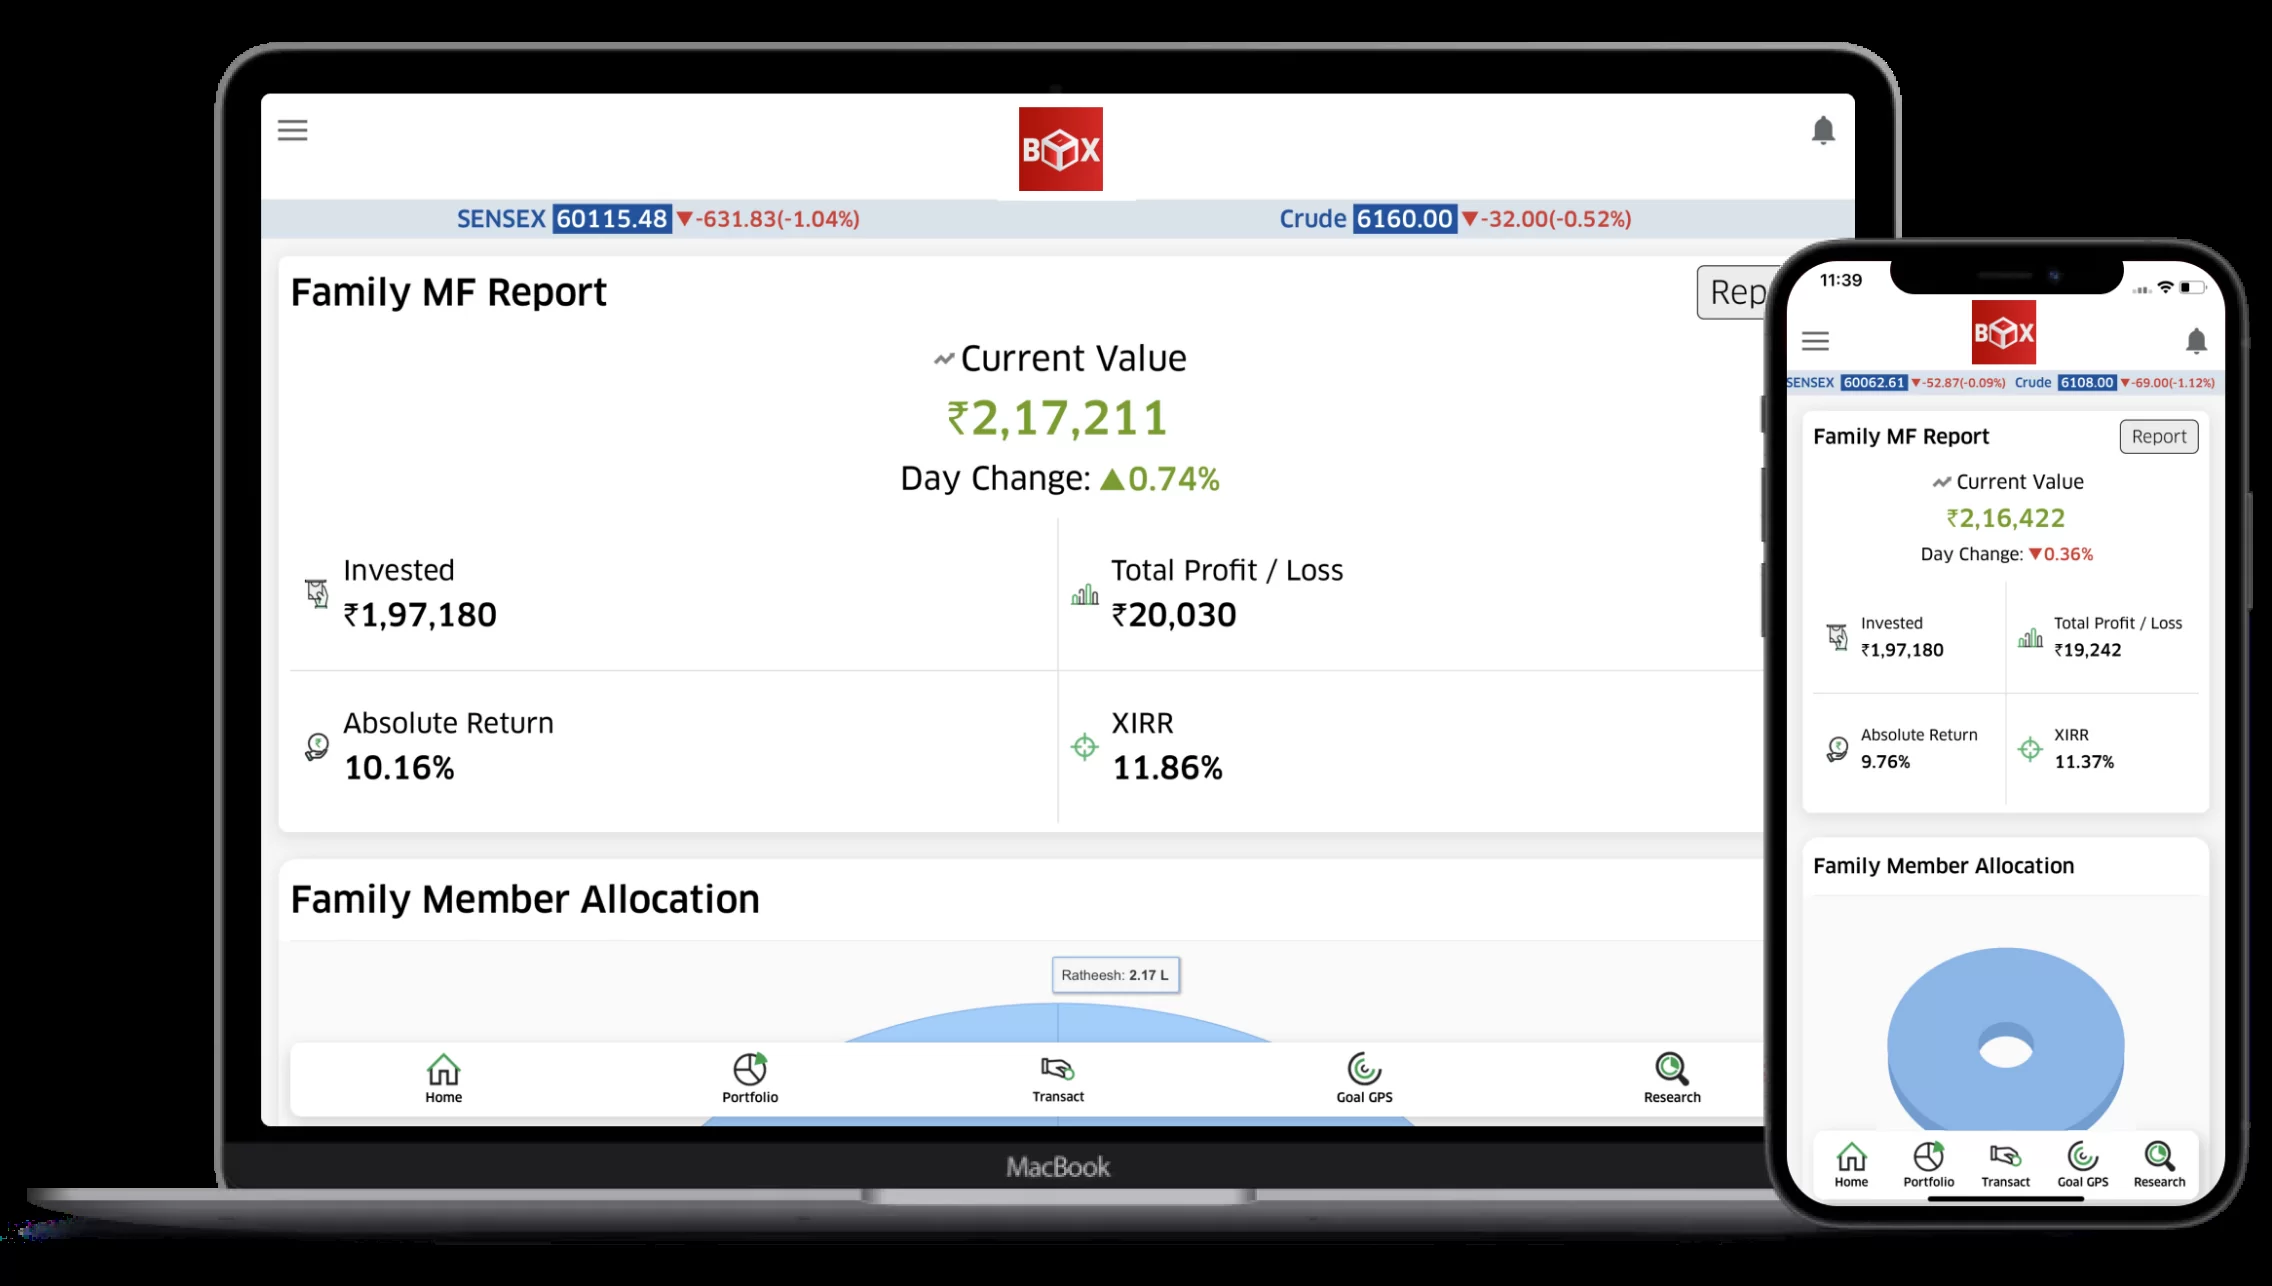 BOX
SENSEX 60115.48 ▼-631.83(-1.04%) Crude 6160.00 ▼-32.00(-0.52%)
Family MF Report Rep
Current Value
₹2,17,211
Day Change: ▲0.74%
Invested
₹1,97,180
Total Profit / Loss
₹20,030
Absolute Return
10.16%
XIRR
11.86%
Family Member Allocation
Ratheesh: 2.17 L
Home Portfolio Transact Goal GPS Research
MacBook
11:39
BOX
SENSEX 60062.61 ▼-52.87(-0.09%) Crude 6108.00 ▼-69.00(-1.12%)
Family MF Report Report
Current Value
₹2,16,422
Day Change: ▼0.36%
Invested
₹1,97,180
Total Profit / Loss
₹19,242
Absolute Return
9.76%
XIRR
11.37%
Family Member Allocation
Home Portfolio Transact Goal GPS Research